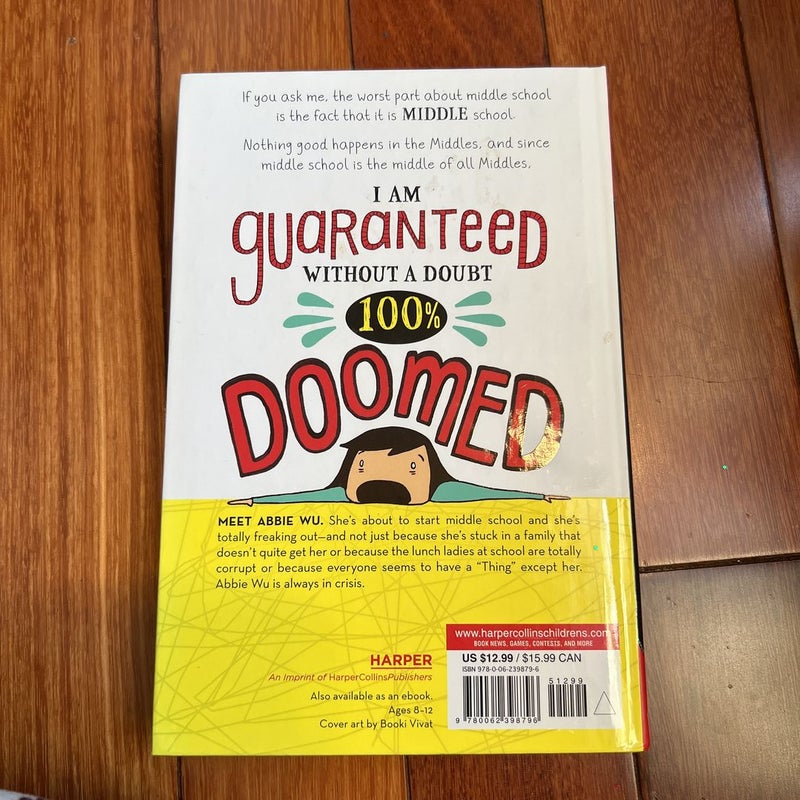 If you ask me, the worst part about middle school
is the fact that it is MIDDLE school.
Nothing good happens in the Middles, and since
middle school is the middle of all Middles,
I AM
GUARANTEED
WITHOUT A DOUBT
100%
DOOMED
MEET ABBIE WU. She's about to start middle school and she's
totally freaking out—and not just because she's stuck in a family that
doesn't quite get her or because the lunch ladies at school are totally
corrupt or because everyone seems to have a “Thing” except her.
Abbie Wu is always in crisis.
HARPER
An Imprint of HarperCollinsPublishers
Also available as an ebook.
Ages 8–12
Cover art by Booki Vivat
www.harpercollinschildrens.com
BOOK NEWS, GAMES, CONTESTS, AND MORE
US $12.99 / $15.99 CAN
ISBN 978-0-06-239879-6
51299
9 780062 398796